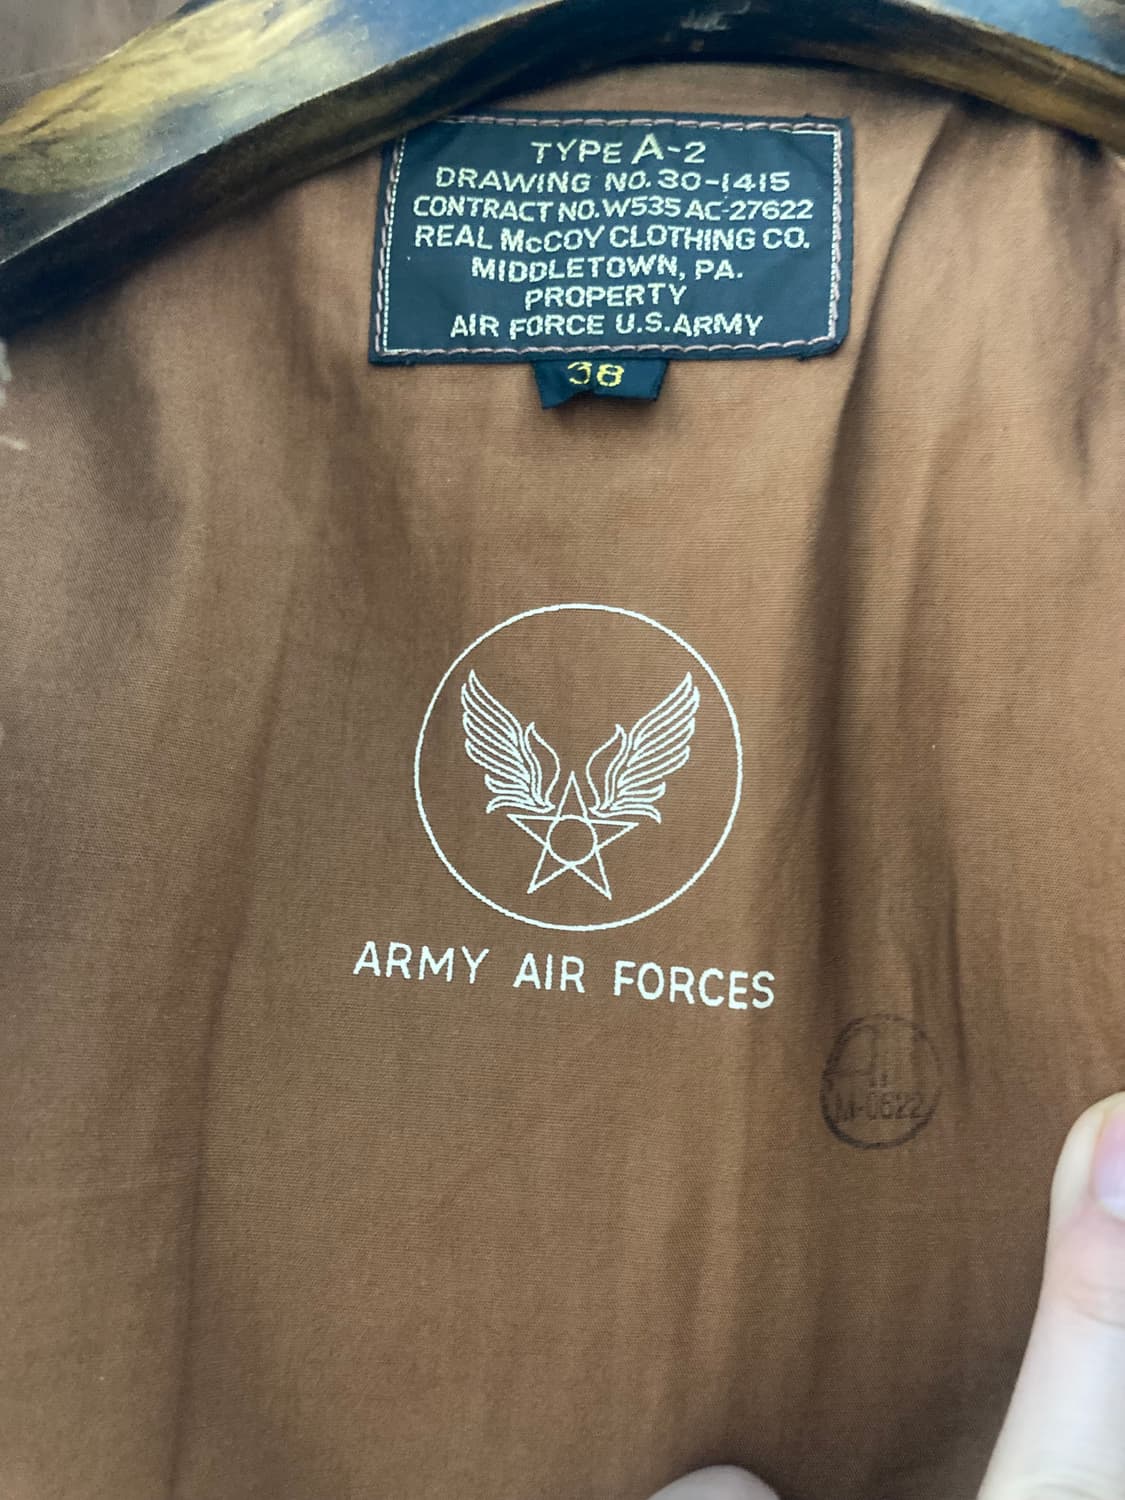 TYPE A-2
DRAWING NO. 30-1415
CONTRACT NO. W535 AC-27622
REAL McCOY CLOTHING CO.
MIDDLETOWN, PA.
PROPERTY
AIR FORCE U.S. ARMY
38
ARMY AIR FORCES
M-0622